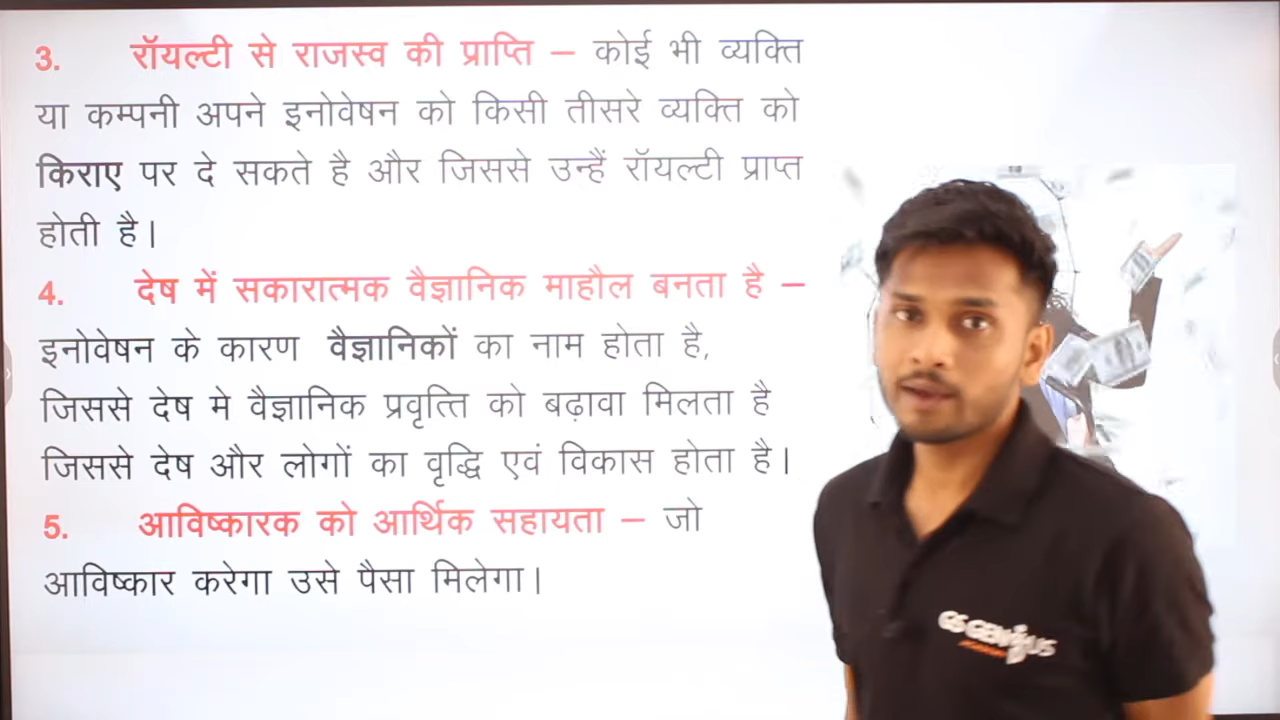 3. रॉयल्टी से राजस्व की प्राप्ति – कोई भी व्यक्ति
या कम्पनी अपने इनोवेषन को किसी तीसरे व्यक्ति को
किराए पर दे सकते है और जिससे उन्हैं रॉयल्टी प्राप्त
होती है।
4. देष में सकारात्मक वैज्ञानिक माहौल बनता है –
इनोवेषन के कारण वैज्ञानिकों का नाम होता है,
जिससे देष मे वैज्ञानिक प्रवृत्ति को बढ़ावा मिलता है
जिससे देष और लोगों का वृद्धि एवं विकास होता है।
5. आविष्कारक को आर्थिक सहायता – जो
आविष्कार करेगा उसे पैसा मिलेगा।
GS GENIUS